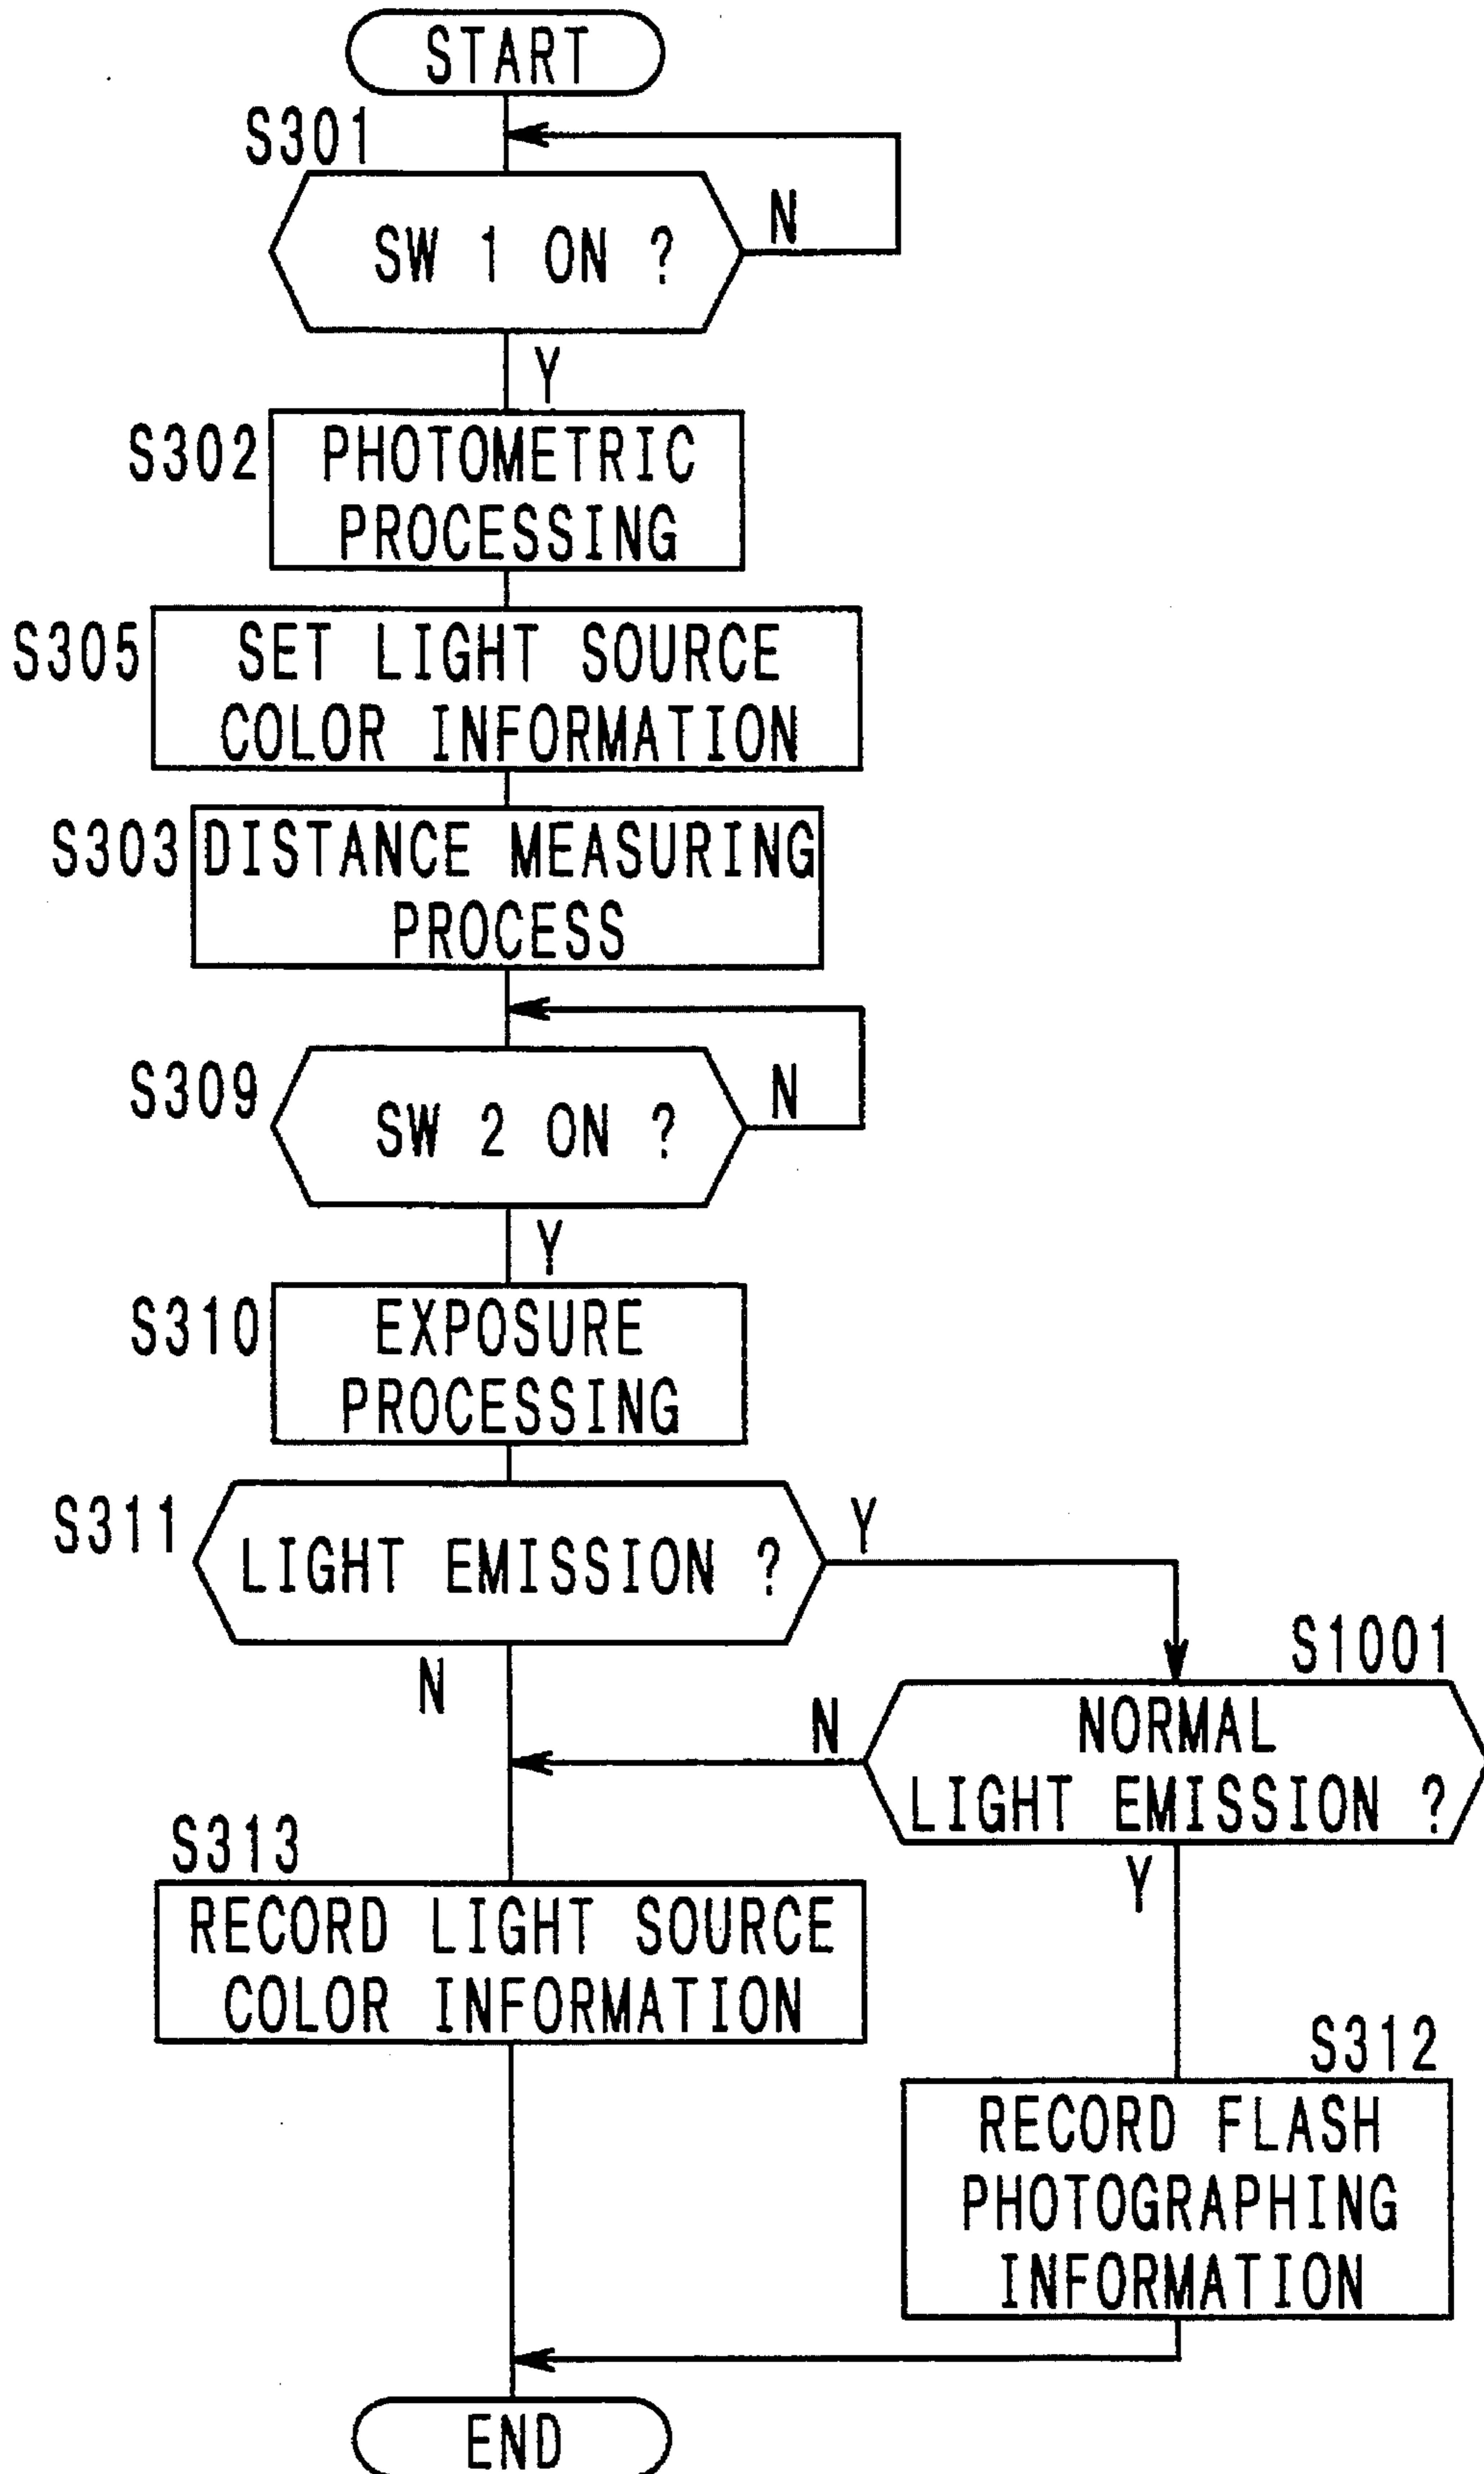 START
S301
SW 1 ON ?
N
Y
S302
PHOTOMETRIC
PROCESSING
S305
SET LIGHT SOURCE
COLOR INFORMATION
S303
DISTANCE MEASURING
PROCESS
S309
SW 2 ON ?
N
Y
S310
EXPOSURE
PROCESSING
S311
LIGHT EMISSION ?
Y
N
S1001
NORMAL
LIGHT EMISSION ?
N
Y
S313
RECORD LIGHT SOURCE
COLOR INFORMATION
S312
RECORD FLASH
PHOTOGRAPHING
INFORMATION
END